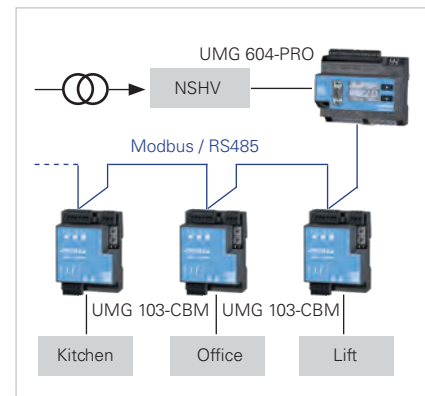 UMG 604-PRO
NSHV
Modbus / RS485
UMG 103-CBM
UMG 103-CBM
Kitchen
Office
Lift